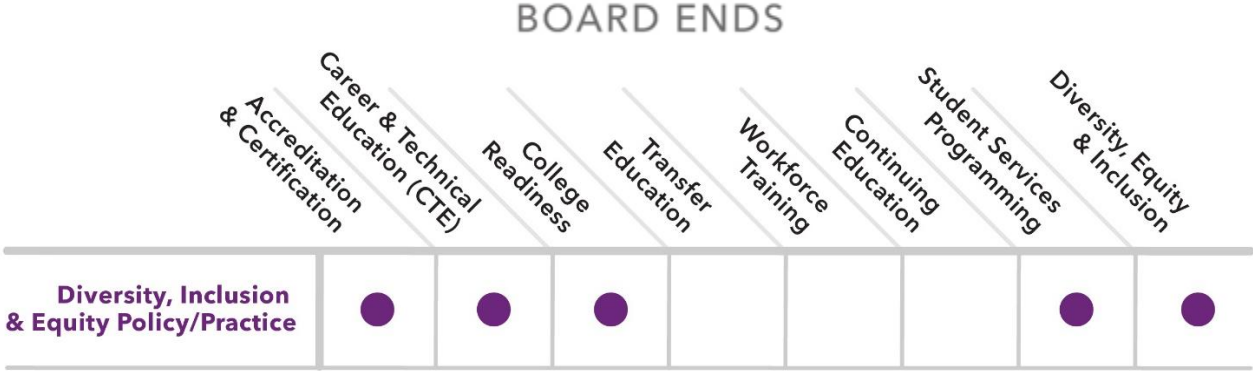 BOARD ENDS
Accreditation
& Certification
Career & Technical
Education (CTE)
College
Readiness
Transfer
Education
Workforce
Training
Continuing
Education
Student Services
Programming
Diversity, Equity
& Inclusion
Diversity, Inclusion
& Equity Policy/Practice